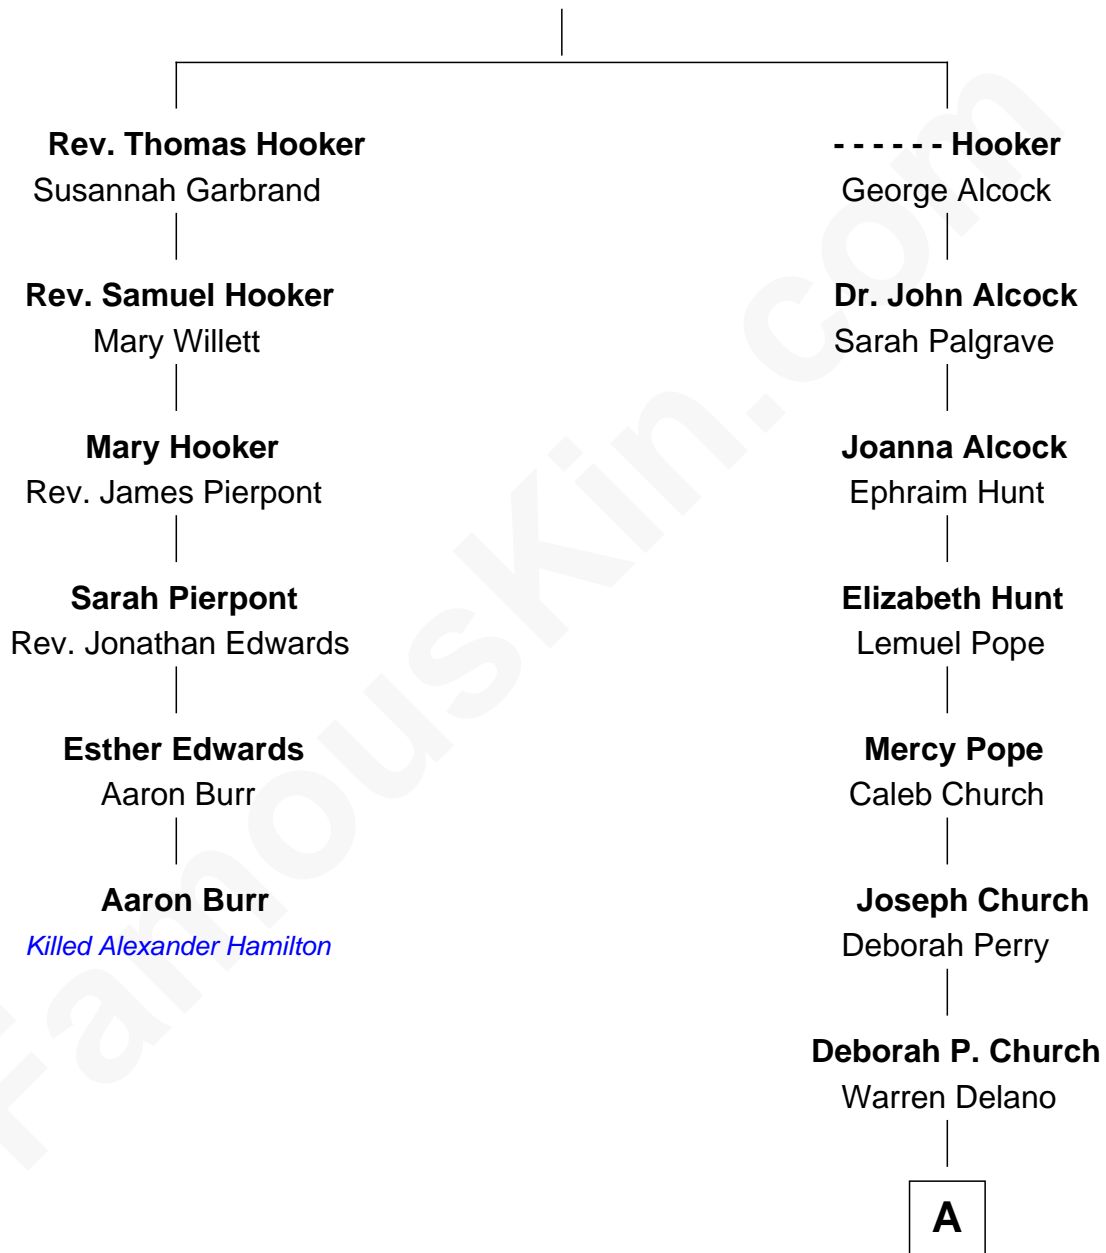 Rev. Thomas Hooker
Susannah Garbrand
Rev. Samuel Hooker
Mary Willett
Mary Hooker
Rev. James Pierpont
Sarah Pierpont
Rev. Jonathan Edwards
Esther Edwards
Aaron Burr
Aaron Burr
Killed Alexander Hamilton
- - - - - - Hooker
George Alcock
Dr. John Alcock
Sarah Palgrave
Joanna Alcock
Ephraim Hunt
Elizabeth Hunt
Lemuel Pope
Mercy Pope
Caleb Church
Joseph Church
Deborah Perry
Deborah P. Church
Warren Delano
A
FamousKin.com